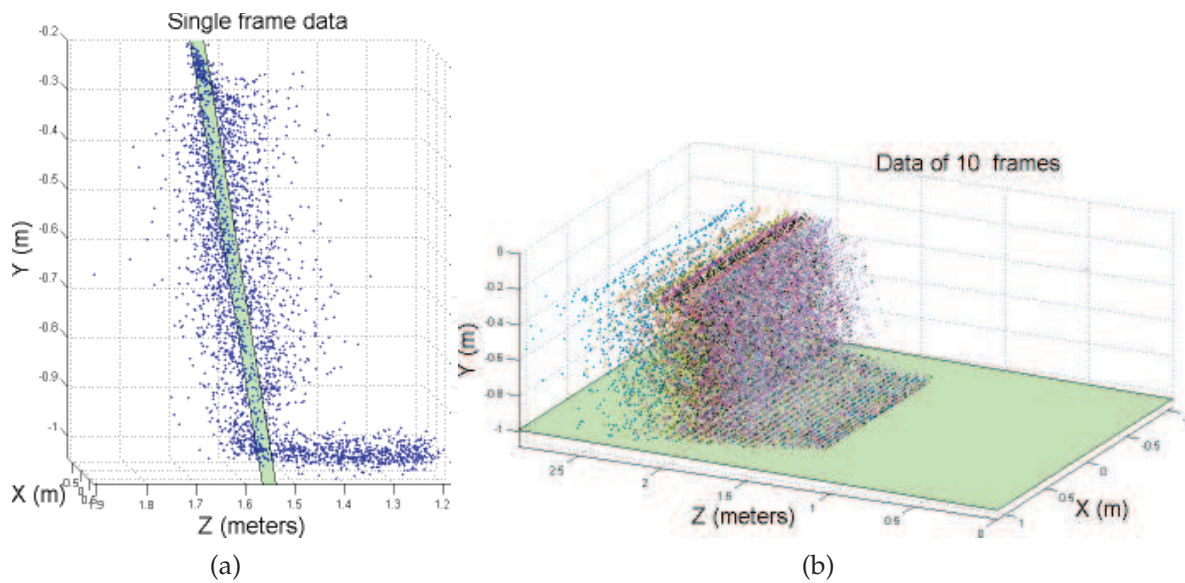 Single frame data
-0.2
-0.3
-0.4
-0.5
-0.6
-0.7
-0.8
-0.9
-1
Y (m)
X (m)
1.9 1.8 1.7 1.6 1.5 1.4 1.3 1.2
Z (meters)
(a)
Data of 10 frames
0
-0.2
-0.4
-0.6
-0.8
-1
Y (m)
2.5 2 1.5 1 0.5 0
Z (meters)
-0.5
0
0.5
1
X (m)
(b)